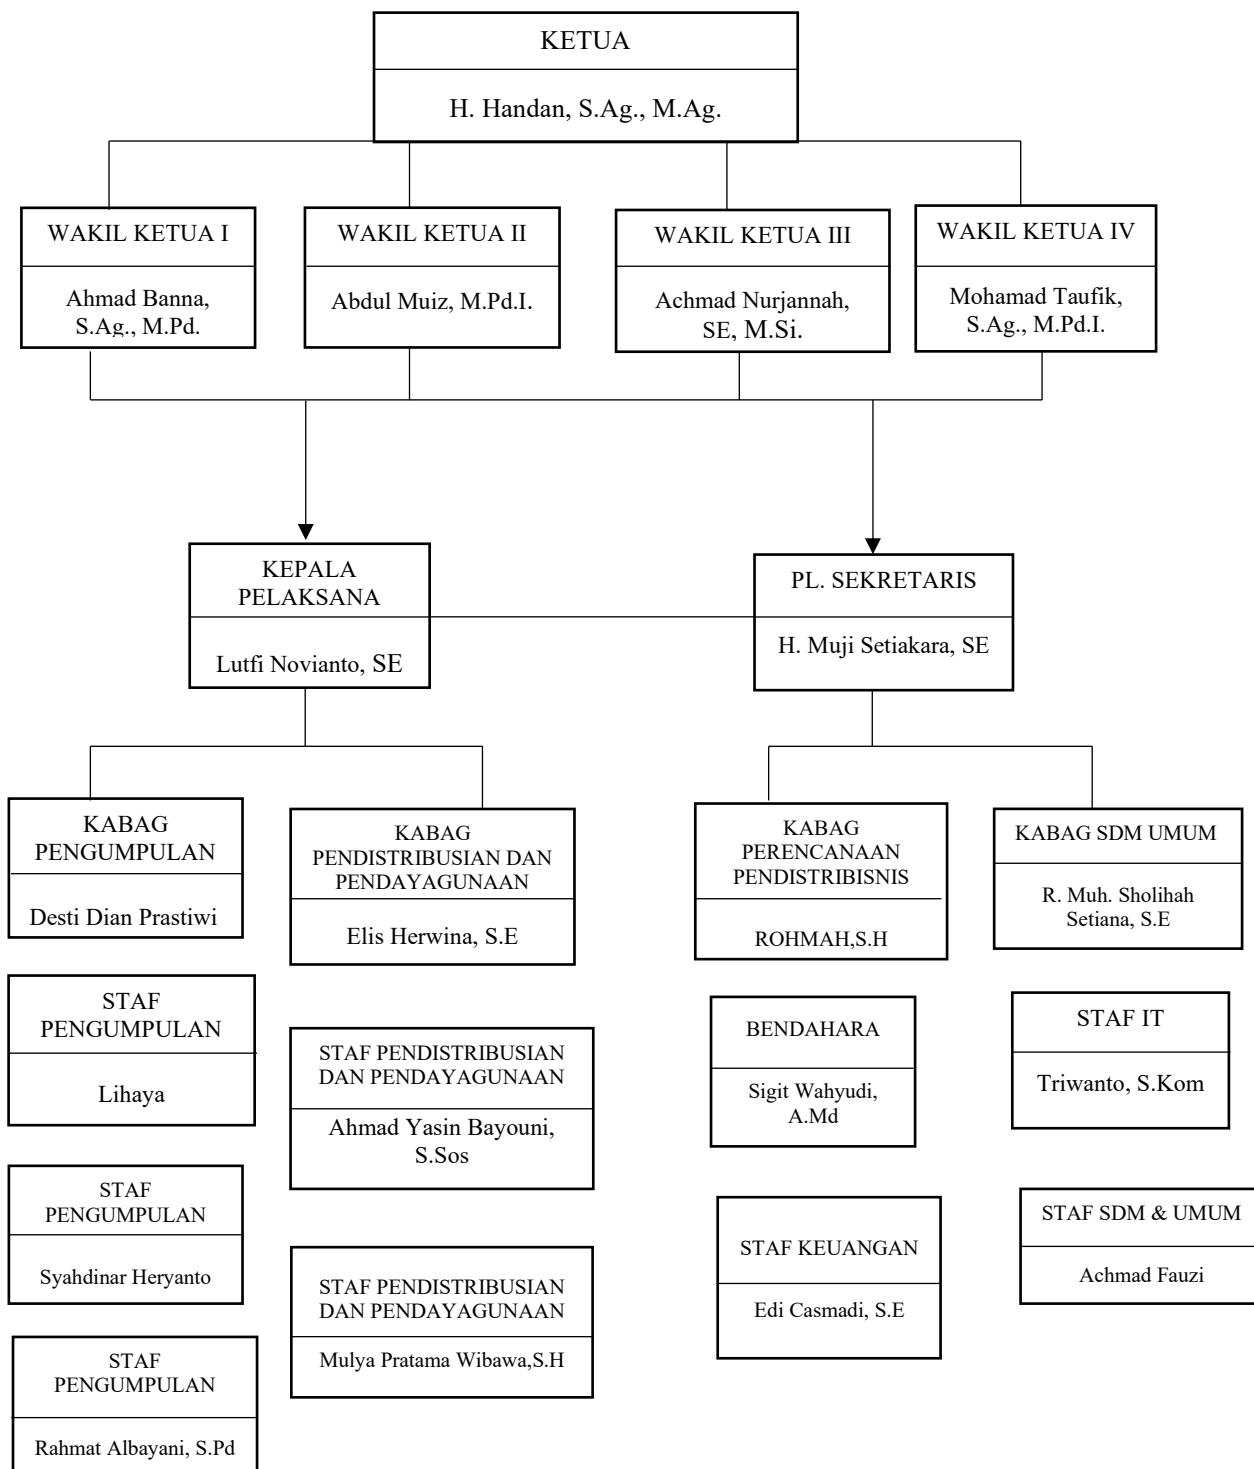 KETUA
H. Handan, S.Ag., M.Ag.
WAKIL KETUA I
Ahmad Banna,
S.Ag., M.Pd.
WAKIL KETUA II
Abdul Muiz, M.Pd.I.
WAKIL KETUA III
Achmad Nurjannah,
SE, M.Si.
WAKIL KETUA IV
Mohamad Taufik,
S.Ag., M.Pd.I.
KEPALA
PELAKSANA
Lutfi Novianto, SE
PL. SEKRETARIS
H. Muji Setiakara, SE
KABAG
PENGUMPULAN
Desti Dian Prastiwi
KABAG
PENDISTRIBUSIAN DAN
PENDAYAGUNAAN
Elis Herwina, S.E
KABAG
PERENCANAAN
PENDISTRIBISNIS
ROHMAH,S.H
KABAG SDM UMUM
R. Muh. Sholihah
Setiana, S.E
STAF
PENGUMPULAN
Lihaya
STAF PENDISTRIBUSIAN
DAN PENDAYAGUNAAN
Ahmad Yasin Bayouni,
S.Sos
BENDAHARA
Sigit Wahyudi,
A.Md
STAF IT
Triwanto, S.Kom
STAF
PENGUMPULAN
Syahdinar Heryanto
STAF PENDISTRIBUSIAN
DAN PENDAYAGUNAAN
Mulya Pratama Wibawa,S.H
STAF KEUANGAN
Edi Casmadi, S.E
STAF SDM & UMUM
Achmad Fauzi
STAF
PENGUMPULAN
Rahmat Albayani, S.Pd